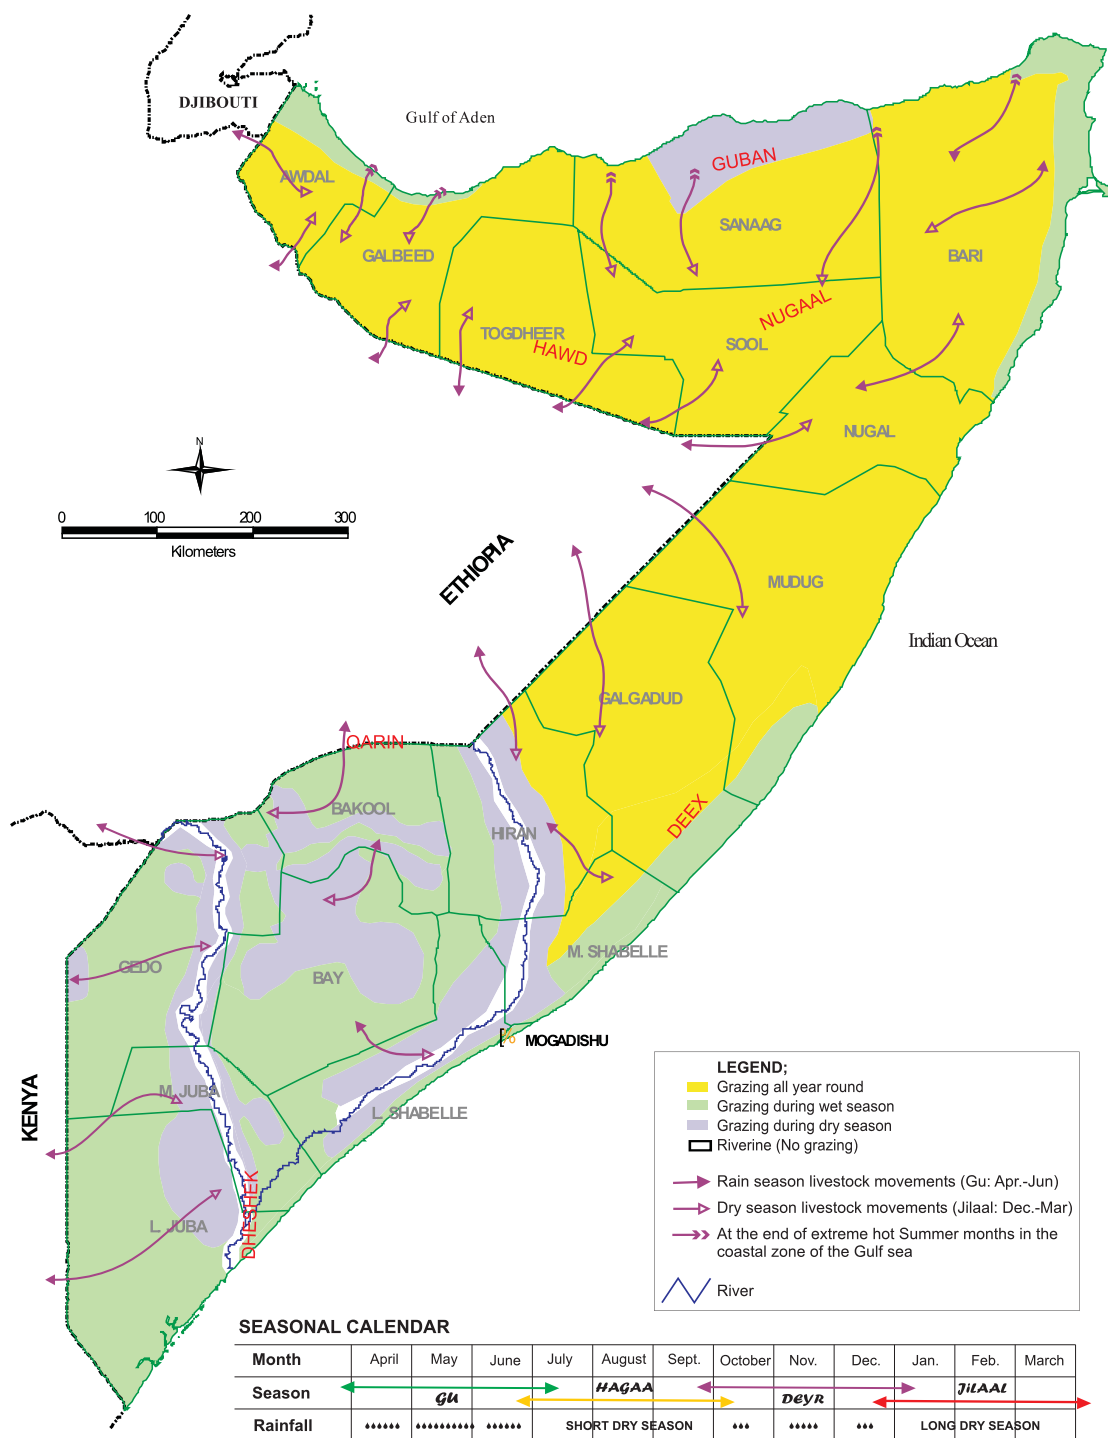 DJIBOUTI
Gulf of Aden
GUBAN
AWDAL
SANAAG
GALBEED
BARI
NUGAAL
TOGDHEER
HAWD
SOOL
NUGAL
N
0 100 200 300
Kilometers
ETHIOPIA
MUDUG
Indian Ocean
GALGADUD
QARIN
BAKOOL
HIRAN
DEEX
M. SHABELLE
GEDO
BAY
MOGADISHU
KENYA
M. JUBA
L. SHABELLE
DHESHEK
L. JUBA
LEGEND;
Grazing all year round
Grazing during wet season
Grazing during dry season
Riverine (No grazing)
Rain season livestock movements (Gu: Apr.-Jun)
Dry season livestock movements (Jilaal: Dec.-Mar)
At the end of extreme hot Summer months in the
coastal zone of the Gulf sea
River
SEASONAL CALENDAR
Month April May June July August Sept. October Nov. Dec. Jan. Feb. March
Season GU HAGAA DEYR JiLAAL
Rainfall SHORT DRY SEASON LONG DRY SEASON